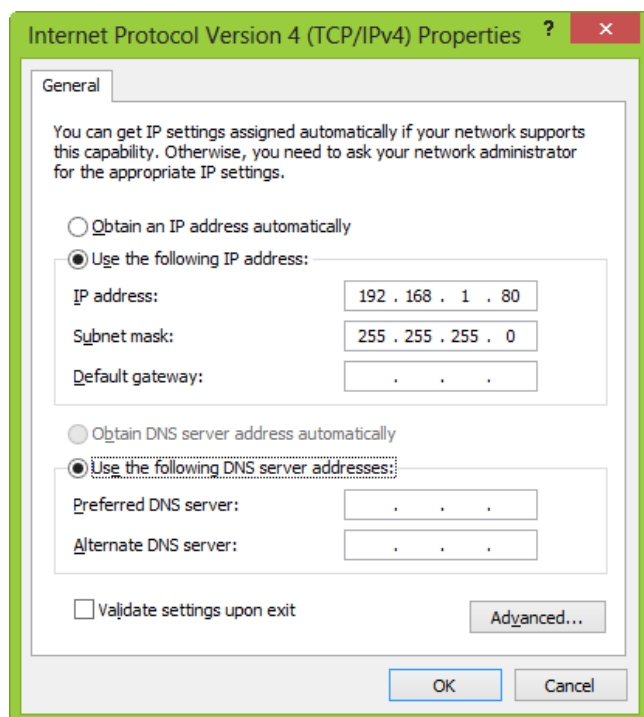 Internet Protocol Version 4 (TCP/IPv4) Properties ? ×
General
You can get IP settings assigned automatically if your network supports
this capability. Otherwise, you need to ask your network administrator
for the appropriate IP settings.
Obtain an IP address automatically
Use the following IP address:
IP address: 192 . 168 . 1 . 80
Subnet mask: 255 . 255 . 255 . 0
Default gateway: . . .
Obtain DNS server address automatically
Use the following DNS server addresses:
Preferred DNS server: . . .
Alternate DNS server: . . .
Validate settings upon exit
Advanced...
OK Cancel